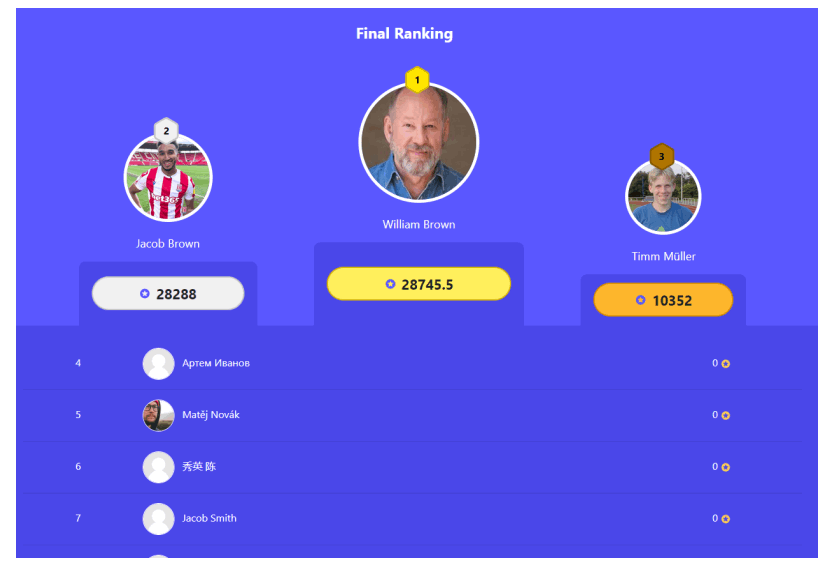 Final Ranking
1
William Brown
28745.5
2
Jacob Brown
28288
3
Timm Müller
10352
4 Артем Иванов 0
5 Matěj Novák 0
6 秀英 陈 0
7 Jacob Smith 0